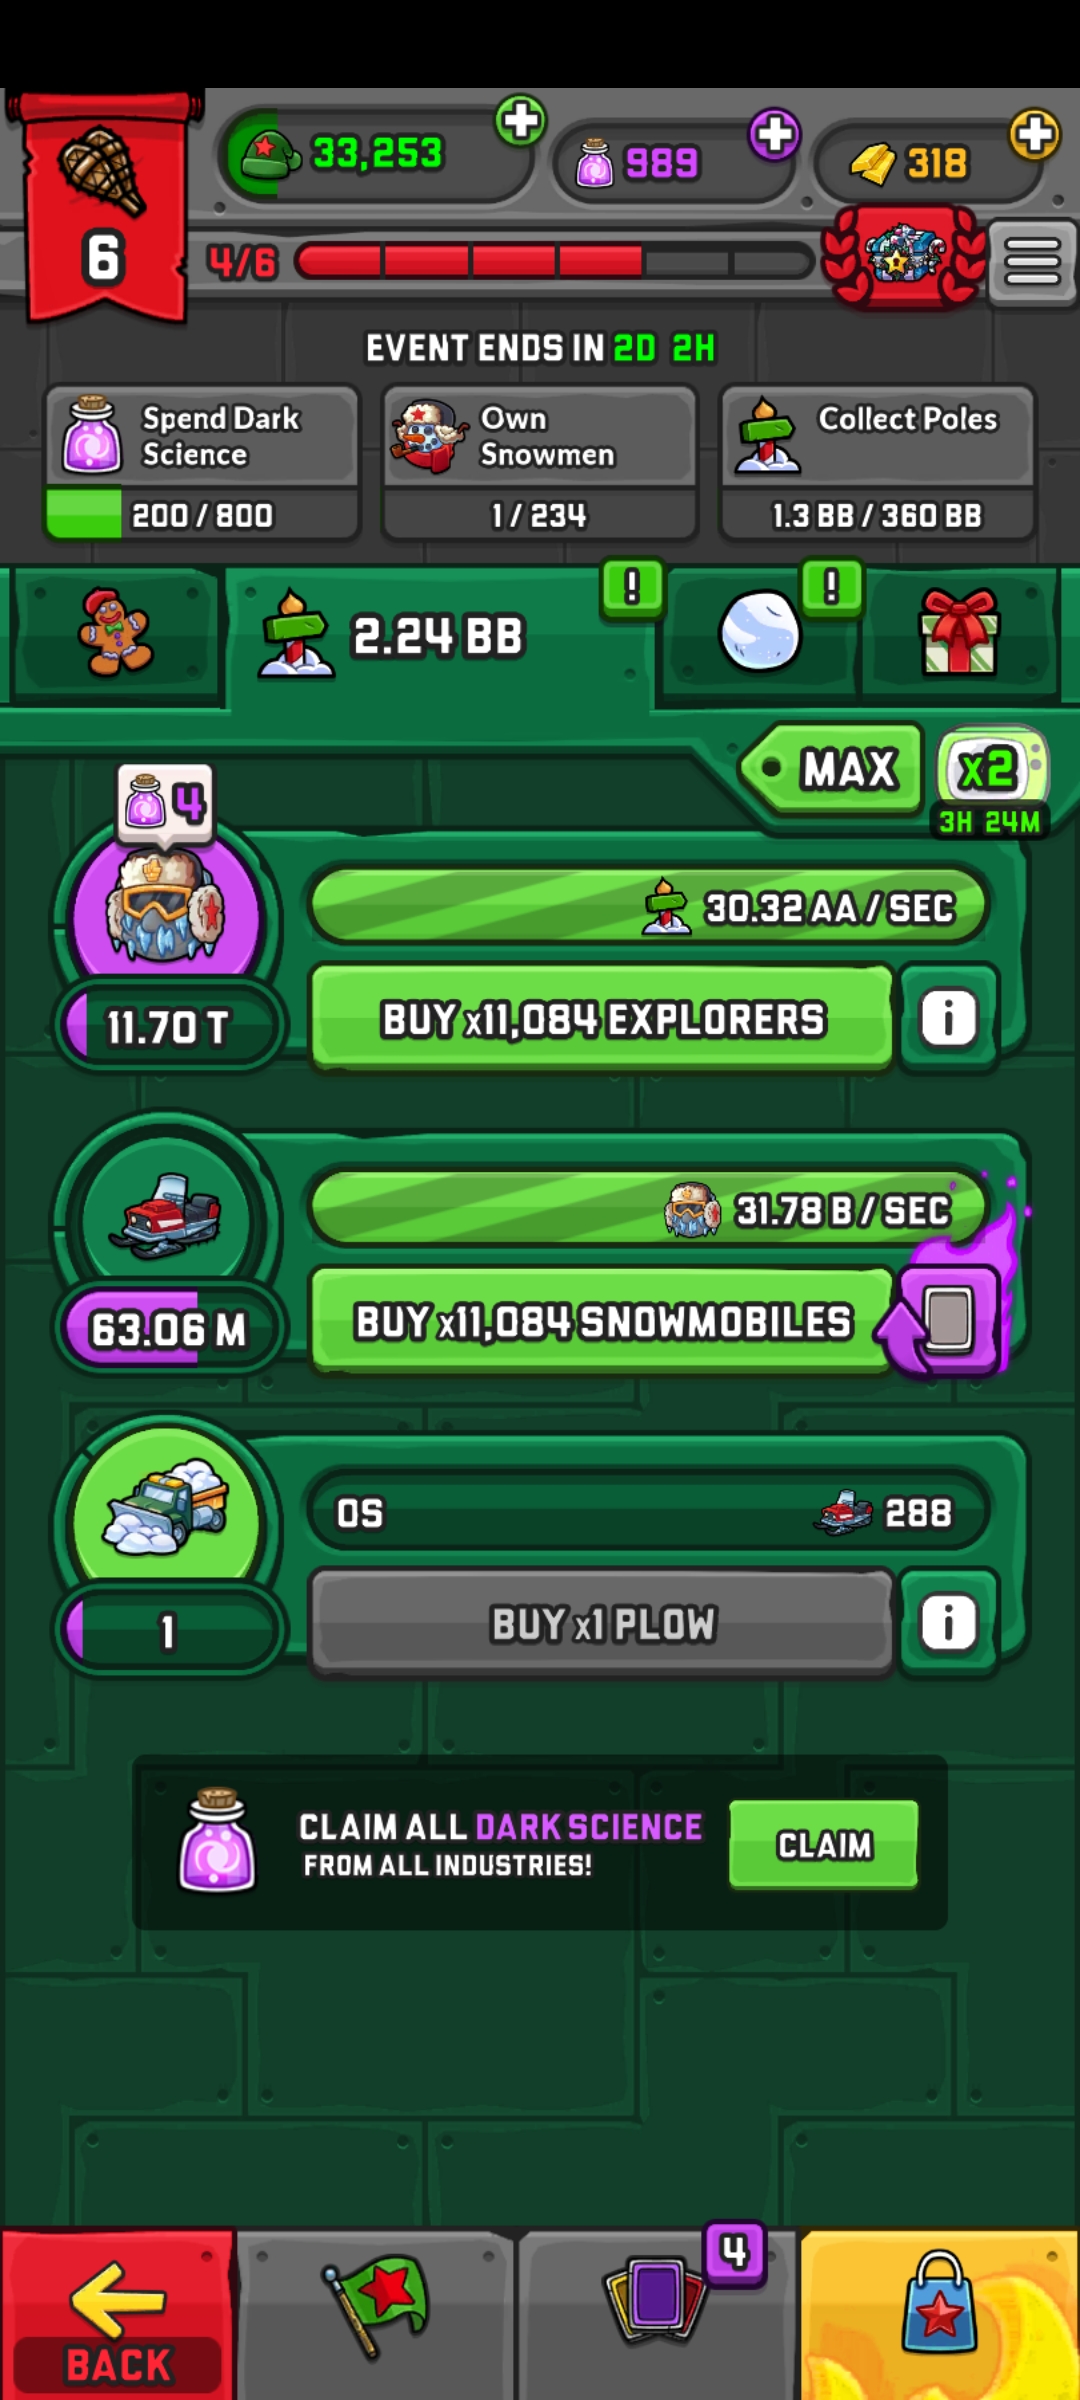 33,253
989
318
6
4/6
EVENT ENDS IN 2D 2H
Spend Dark
Science
200 / 800
Own
Snowmen
1 / 234
Collect Poles
1.3 BB / 360 BB
2.24 BB
!
!
MAX
x2
3H 24M
4
30.32 AA / SEC
11.70 T
BUY x11,084 EXPLORERS
i
31.78 B / SEC
63.06 M
BUY x11,084 SNOWMOBILES
0S
288
1
BUY x1 PLOW
i
CLAIM ALL DARK SCIENCE
FROM ALL INDUSTRIES!
CLAIM
4
BACK